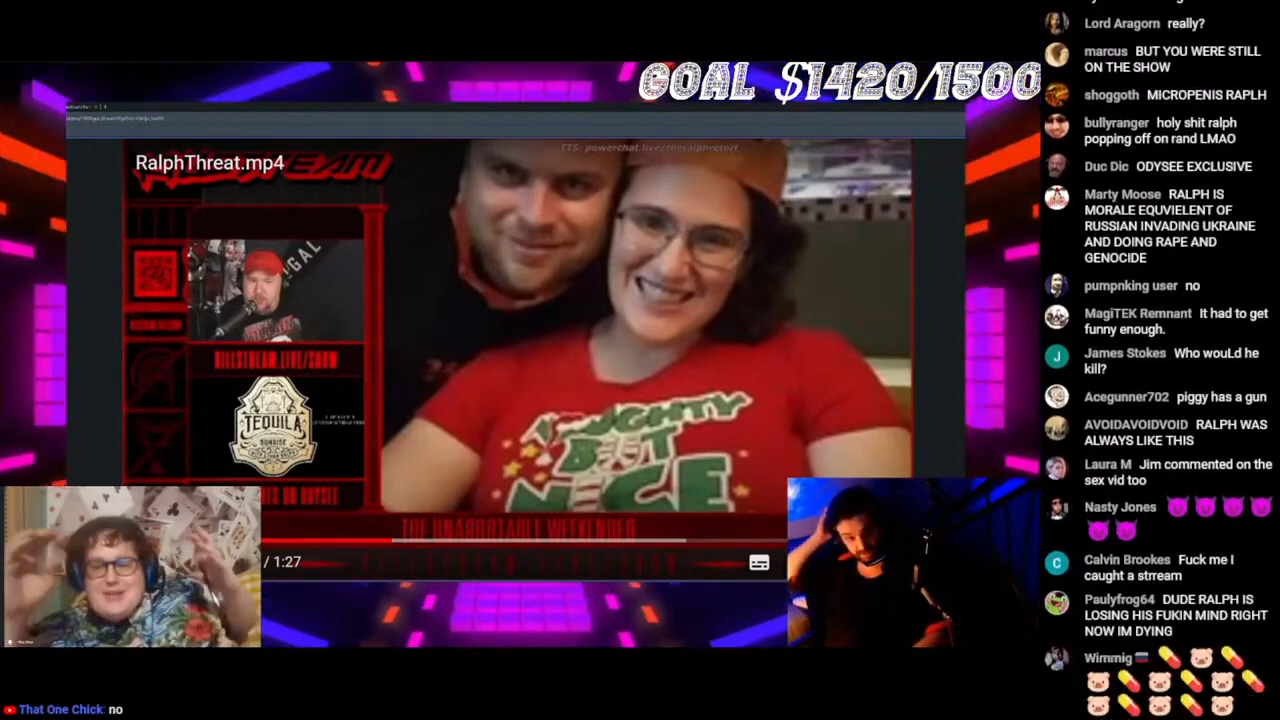 GOAL $1420/1500
TTS: powerchat.live/theralphretort
RalphThreat.mp4
GAL
KILLSTREAM.LIVE/SHOW
TEQUILA
SUNRISE
NAUGHTY
BUT
NICE
/ 1:27
Lord Aragorn really?
marcus BUT YOU WERE STILL
ON THE SHOW
shoggoth MICROPENIS RAPLH
bullyranger holy shit ralph
popping off on rand LMAO
Duc Dic ODYSEE EXCLUSIVE
Marty Moose RALPH IS
MORALE EQUVIELENT OF
RUSSIAN INVADING UKRAINE
AND DOING RAPE AND
GENOCIDE
pumpnking user no
MagiTEK Remnant It had to get
funny enough.
James Stokes Who wouLd he
kill?
Acegunner702 piggy has a gun
AVOIDAVOIDVOID RALPH WAS
ALWAYS LIKE THIS
Laura M Jim commented on the
sex vid too
Nasty Jones 😈 😈 😈 😈
😈 😈
Calvin Brookes Fuck me I
caught a strream
Paulyfrog64 DUDE RALPH IS
LOSING HIS FUKIN MIND RIGHT
NOW IM DYING
Wimmig 💊 🐷 💊
🐷 💊 🐷 💊 🐷 💊
🐷 💊 🐷 💊 🐷
That One Chick: no